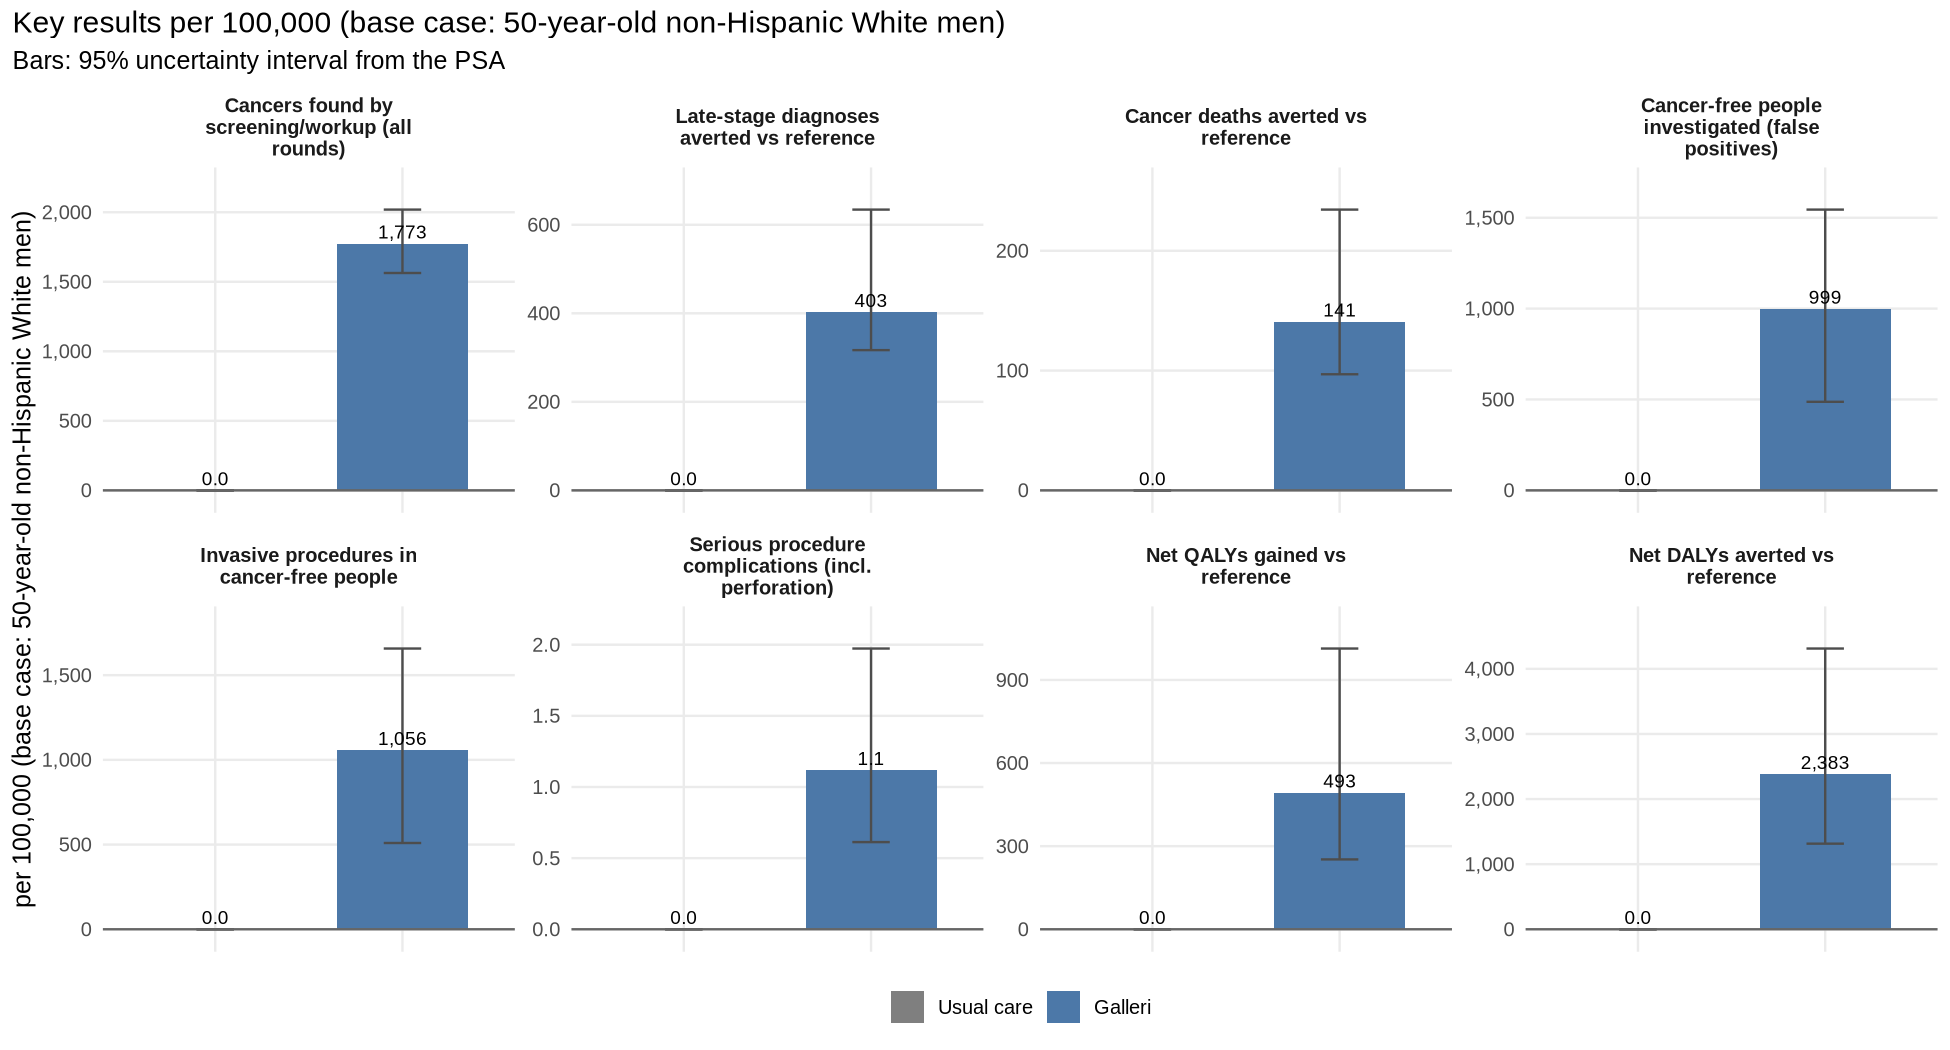 Key results per 100,000 (base case: 50-year-old non-Hispanic White men)
Bars: 95% uncertainty interval from the PSA
per 100,000 (base case: 50-year-old non-Hispanic White men)
Cancers found by
screening/workup (all
rounds)
2,000
1,500
1,000
500
0
0.0
1,773
Late-stage diagnoses
averted vs reference
600
400
200
0
0.0
403
Cancer deaths averted vs
reference
200
100
0
0.0
141
Cancer-free people
investigated (false
positives)
1,500
1,000
500
0
0.0
999
Invasive procedures in
cancer-free people
1,500
1,000
500
0
0.0
1,056
Serious procedure
complications (incl.
perforation)
2.0
1.5
1.0
0.5
0.0
0.0
1.1
Net QALYs gained vs
reference
900
600
300
0
0.0
493
Net DALYs averted vs
reference
4,000
3,000
2,000
1,000
0
0.0
2,383
Usual care
Galleri